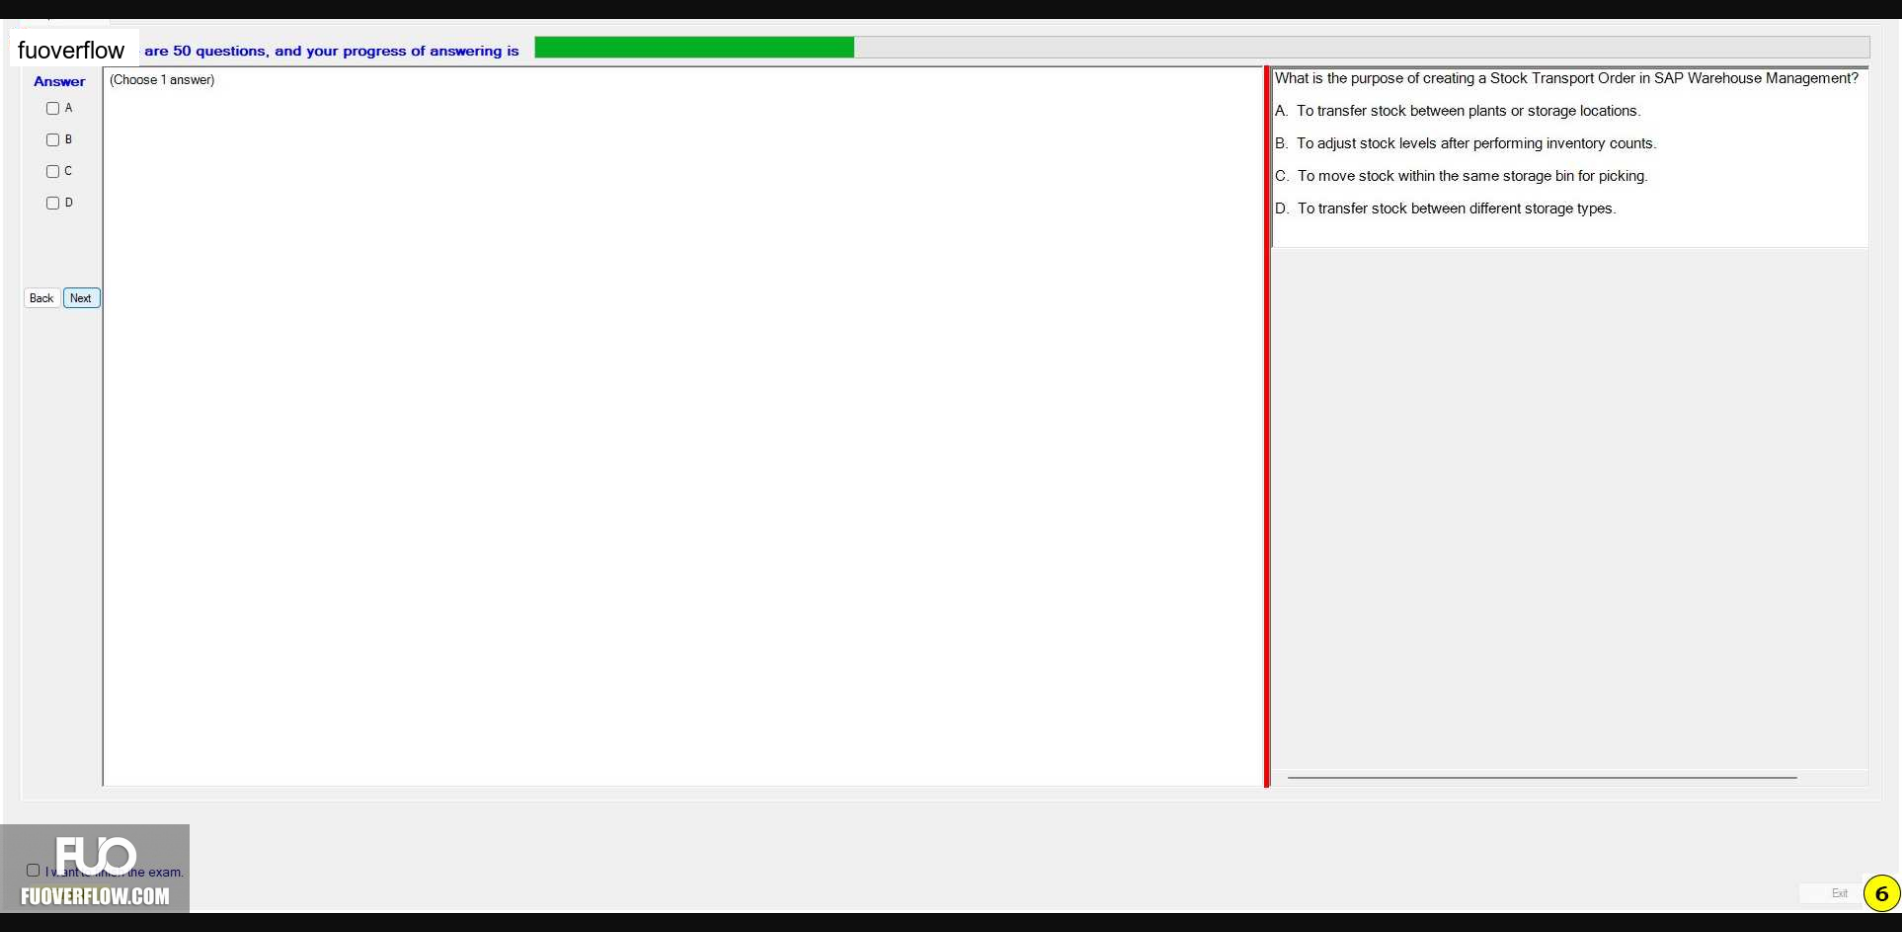 fuoverflow are 50 questions, and your progress of answering is
Answer
(Choose 1 answer)
A
B
C
D
Back Next
What is the purpose of creating a Stock Transport Order in SAP Warehouse Management?
A. To transfer stock between plants or storage locations.
B. To adjust stock levels after performing inventory counts.
C. To move stock within the same storage bin for picking.
D. To transfer stock between different storage types.
FUO
I want to finish the exam.
FUOVERFLOW.COM
Exit
6